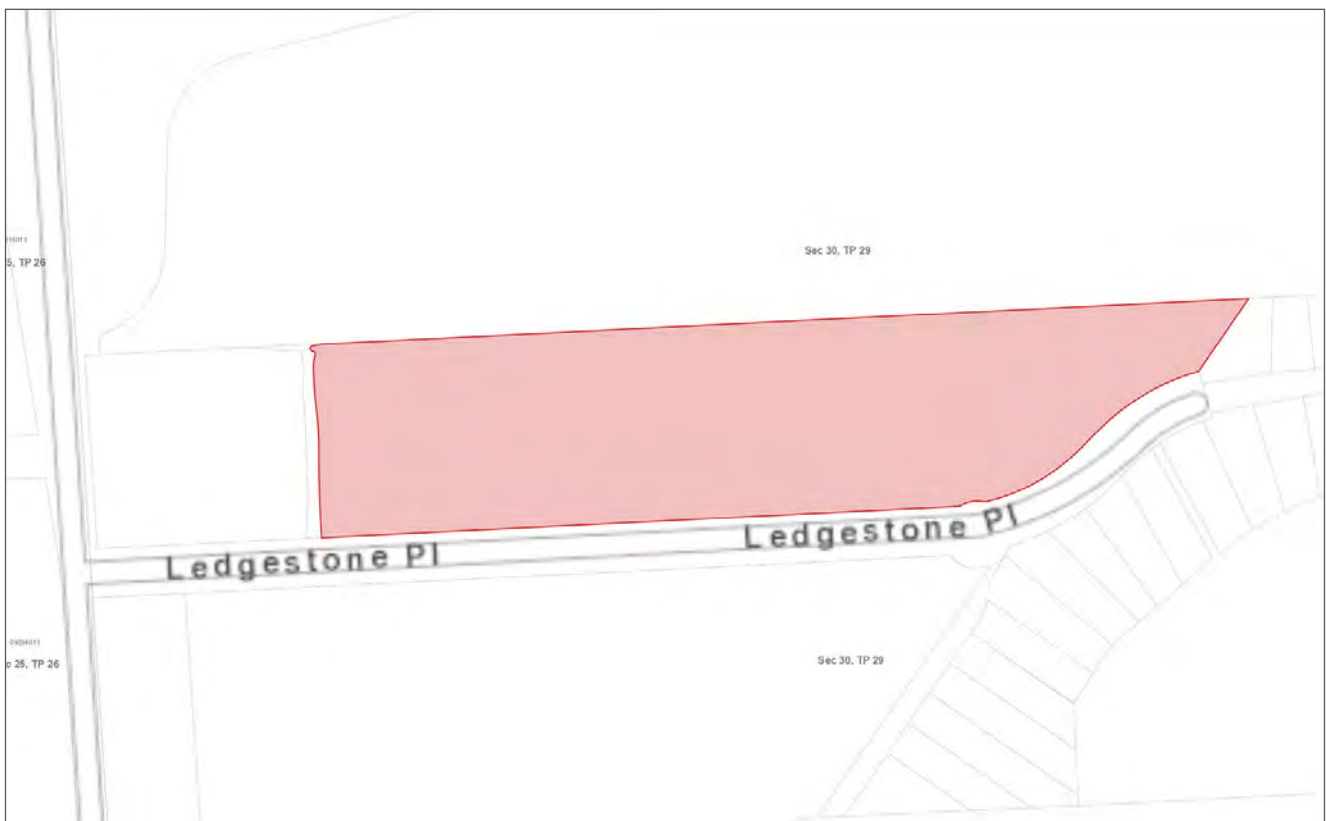 Sec 30, TP 29
5, TP 26
Ledgestone Pl
Ledgestone Pl
c 25, TP 26
Sec 30, TP 29